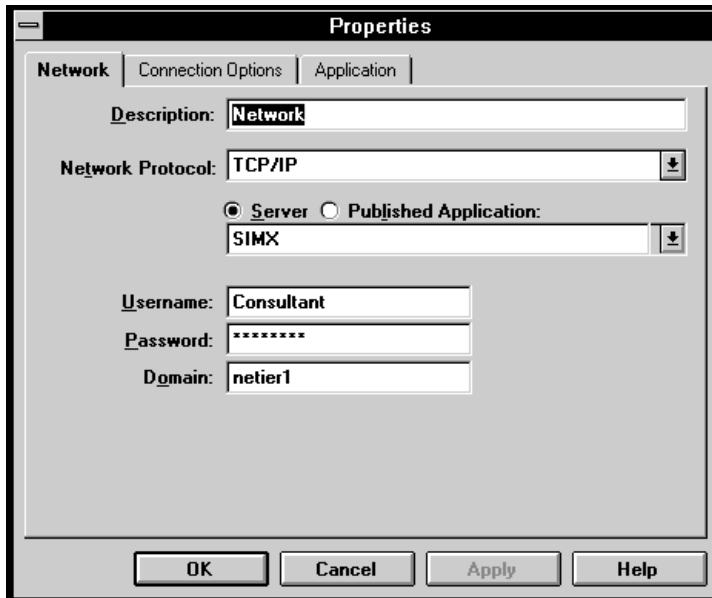 Properties
Network Connection Options Application
Description: Network
Network Protocol: TCP/IP
Server Published Application:
SIMX
Username: Consultant
Password: ********
Domain: netier1
OK Cancel Apply Help